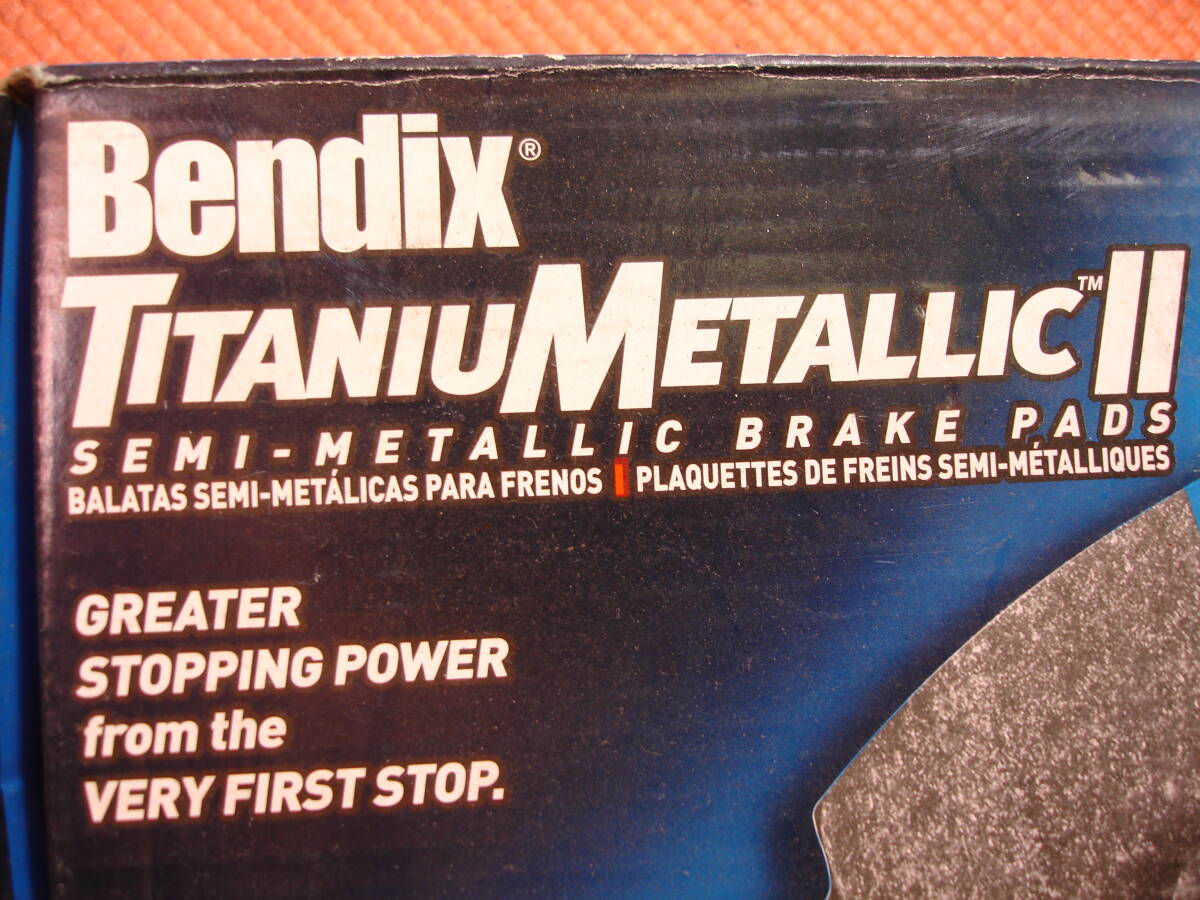 Bendix®
TITANIUMETALLIC™ II
SEMI-METALLIC BRAKE PADS
BALATAS SEMI-METÁLICAS PARA FRENOS | PLAQUETTES DE FREINS SEMI-MÉTALLIQUES
GREATER
STOPPING POWER
from the
VERY FIRST STOP.